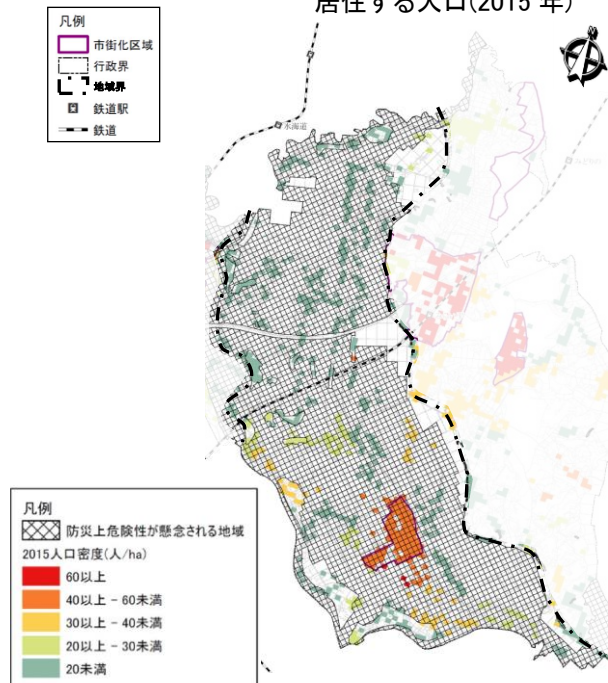 居住する人口(2015 年)
凡例
市街化区域
行政界
地域界
鉄道駅
鉄道
水海道
凡例
防災上危険性が懸念される地域
2015人口密度(人/ha)
60以上
40以上 - 60未満
30以上 - 40未満
20以上 - 30未満
20未満